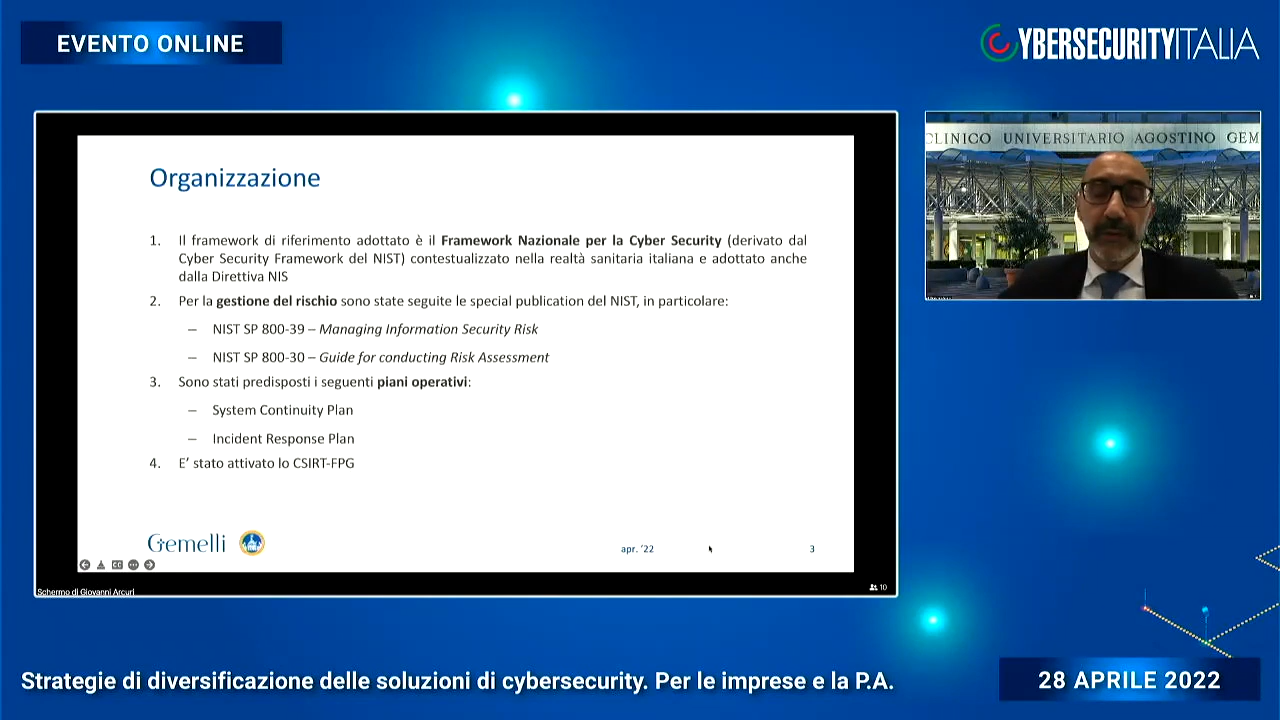 EVENTO ONLINE
CYBERSECURITYITALIA
CLINICO UNIVERSITARIO AGOSTINO GEM
Organizzazione
1. Il framework di riferimento adottato è il Framework Nazionale per la Cyber Security (derivato dal
Cyber Security Framework del NIST) contestualizzato nella realtà sanitaria italiana e adottato anche
dalla Direttiva NIS
2. Per la gestione del rischio sono state seguite le special publication del NIST, in particolare:
– NIST SP 800-39 – Managing Information Security Risk
– NIST SP 800-30 – Guide for conducting Risk Assessment
3. Sono stati predisposti i seguenti piani operativi:
– System Continuity Plan
– Incident Response Plan
4. E’ stato attivato lo CSIRT-FPG
Gemelli
apr. ‘22
3
Schermo di Giovanni Arcuri
10
Strategie di diversificazione delle soluzioni di cybersecurity. Per le imprese e la P.A.
28 APRILE 2022